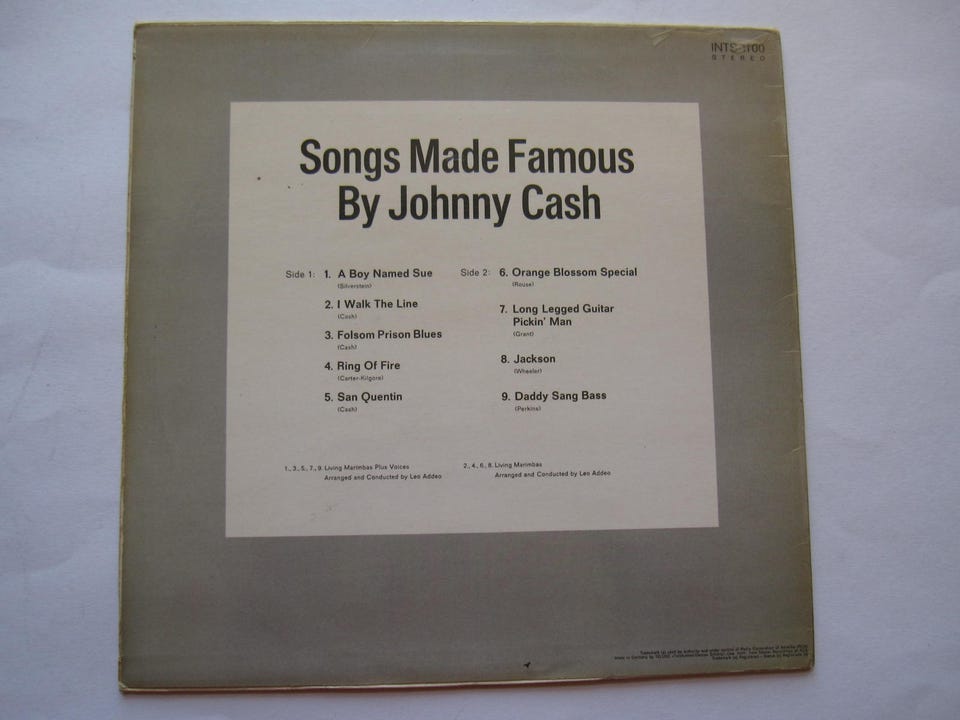 INTS 1100
STEREO
Songs Made Famous
By Johnny Cash
Side 1: 1. A Boy Named Sue
(Silverstein)
2. I Walk The Line
(Cash)
3. Folsom Prison Blues
(Cash)
4. Ring Of Fire
(Carter-Kilgore)
5. San Quentin
(Cash)
Side 2: 6. Orange Blossom Special
(Rouse)
7. Long Legged Guitar
Pickin' Man
(Grant)
8. Jackson
(Wheeler)
9. Daddy Sang Bass
(Perkins)
1., 3., 5., 7., 9. Living Marimbas Plus Voices
Arranged and Conducted by Leo Addeo
2., 4., 6., 8. Living Marimbas
Arranged and Conducted by Leo Addeo